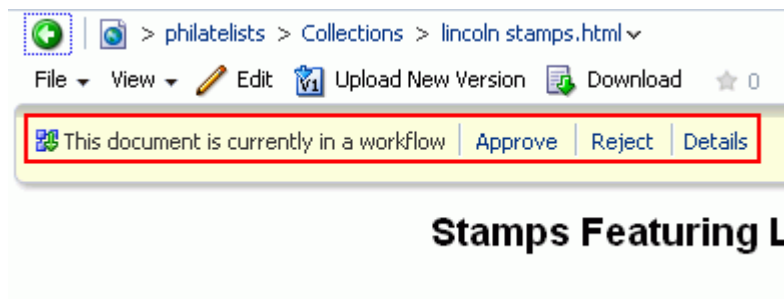 > philatelists > Collections > lincoln stamps.html
File View Edit V1 Upload New Version Download 0
This document is currently in a workflow | Approve | Reject | Details
Stamps Featuring L